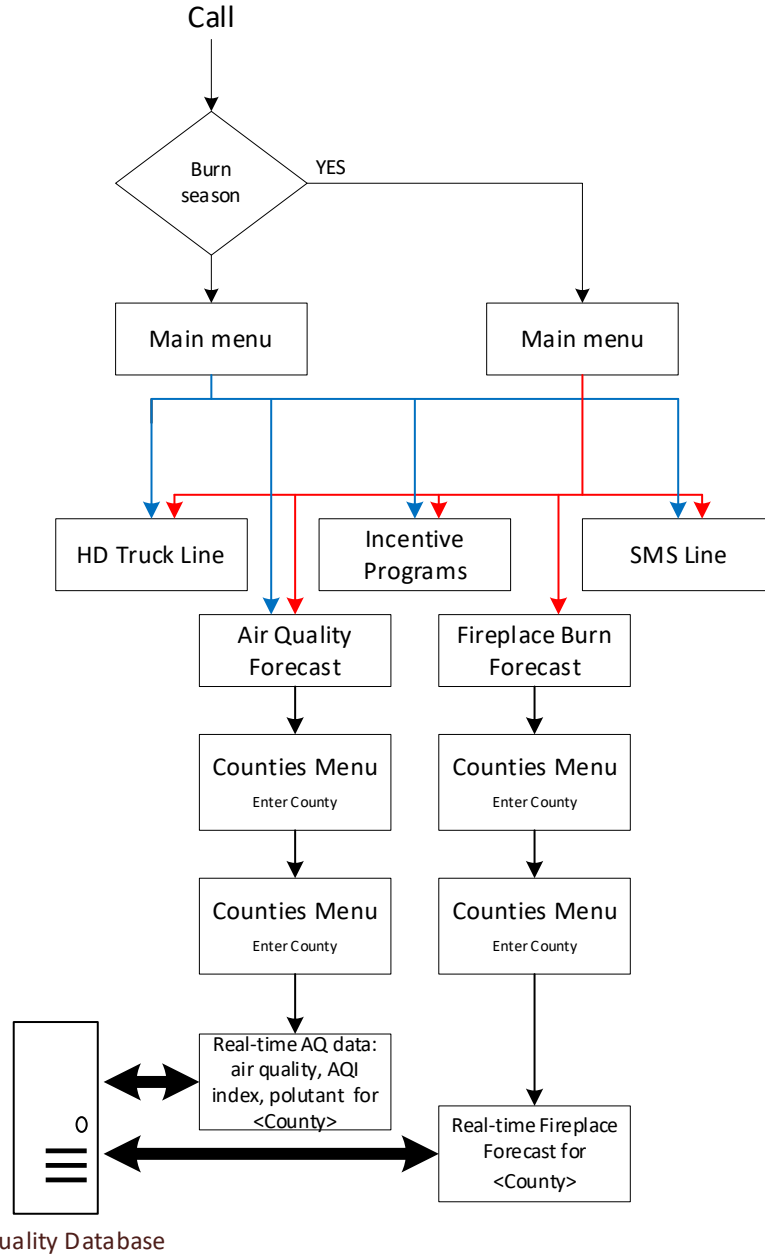 Call
Burn
season
YES
Main menu
Main menu
HD Truck Line
Incentive
Programs
SMS Line
Air Quality
Forecast
Fireplace Burn
Forecast
Counties Menu
Enter County
Counties Menu
Enter County
Counties Menu
Enter County
Counties Menu
Enter County
Real-time AQ data:
air quality, AQI
index, polutant for
<County>
Real-time Fireplace
Forecast for
<County>
uality Database